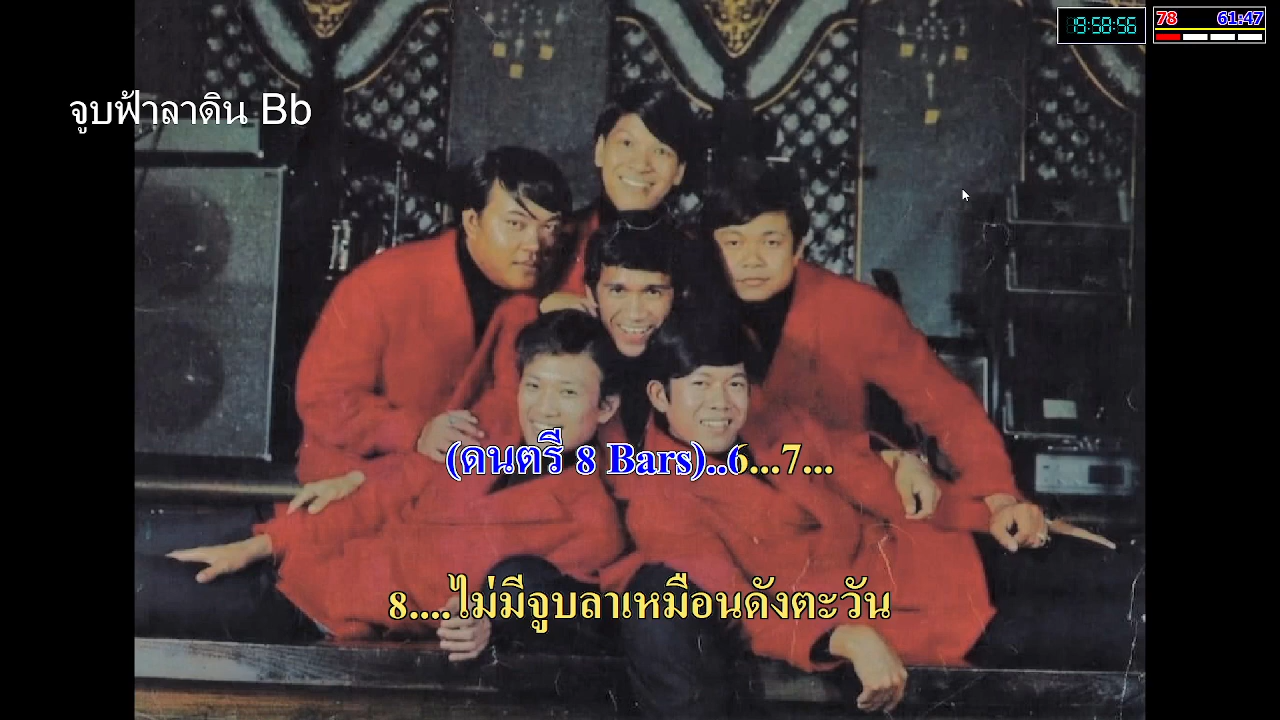 19:58:56
78 61:47
จูบฟ้าลาดิน Bb
(ดนตรี 8 Bars)..6...7...
8....ไม่มีจูบลาเหมือนดังตะวัน